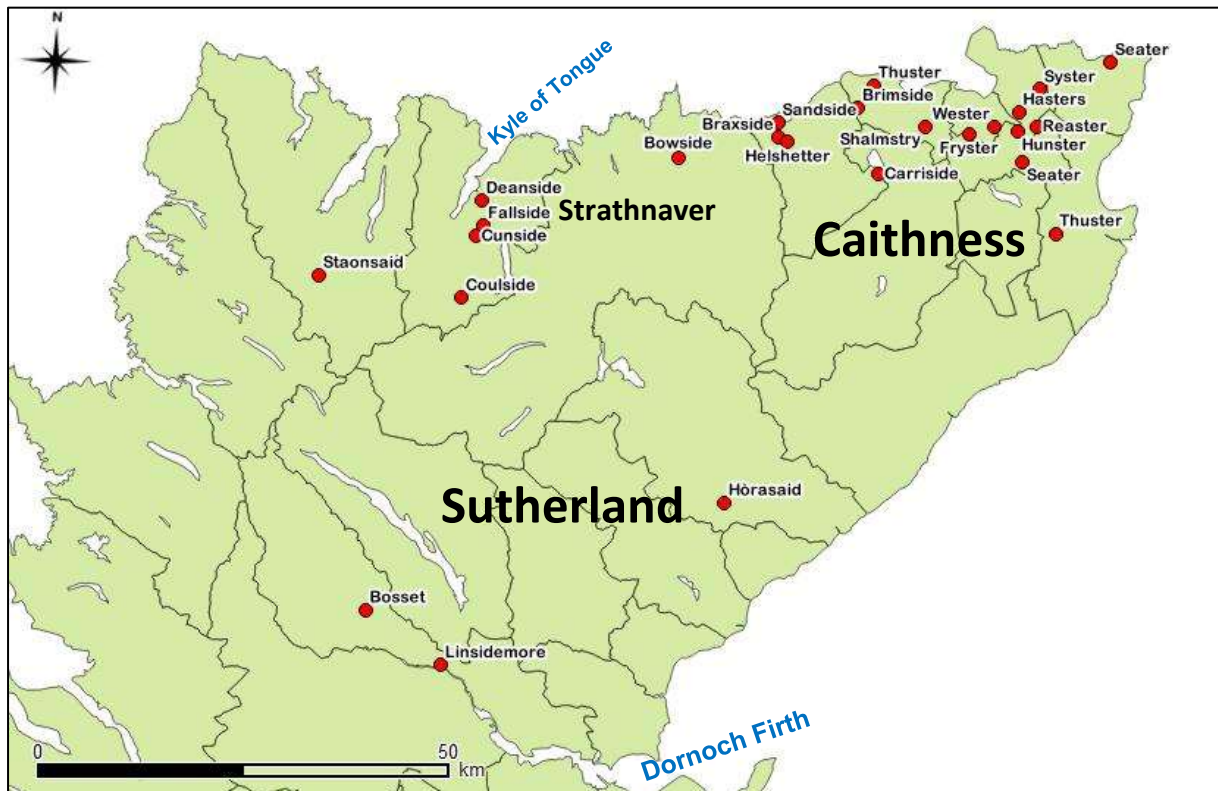 N
Kyle of Tongue
Seater
Thuster
Syster
Brimside
Hasters
Sandside
Wester
Reaster
Braxside
Shalmstry
Fryster
Hunster
Bowside
Helshetter
Seater
Carriside
Deanside
Strathnaver
Fallside
Cunside
Caithness
Thuster
Staonsaid
Coulside
Sutherland
Hòrasaid
Bosset
Linsidemore
Dornoch Firth
0
50
km